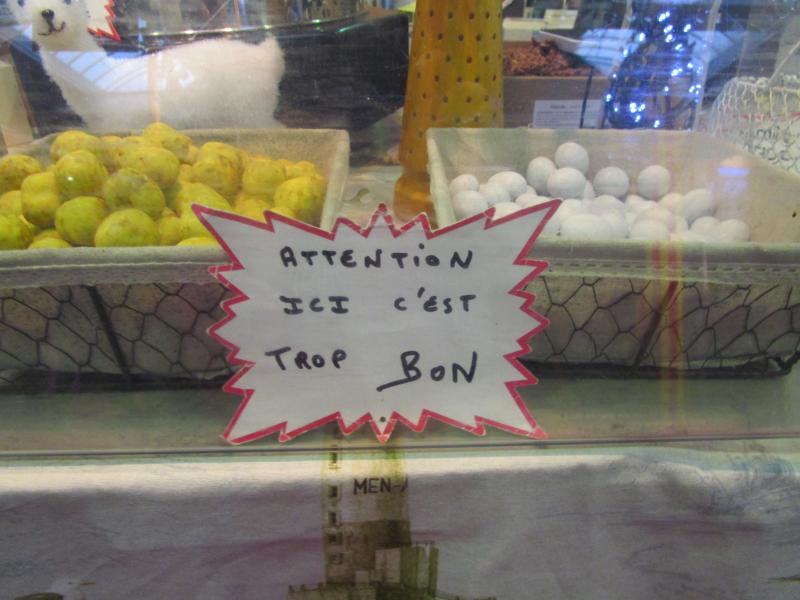 ATTENTION
ICI C'EST
TROP BON
MEN-